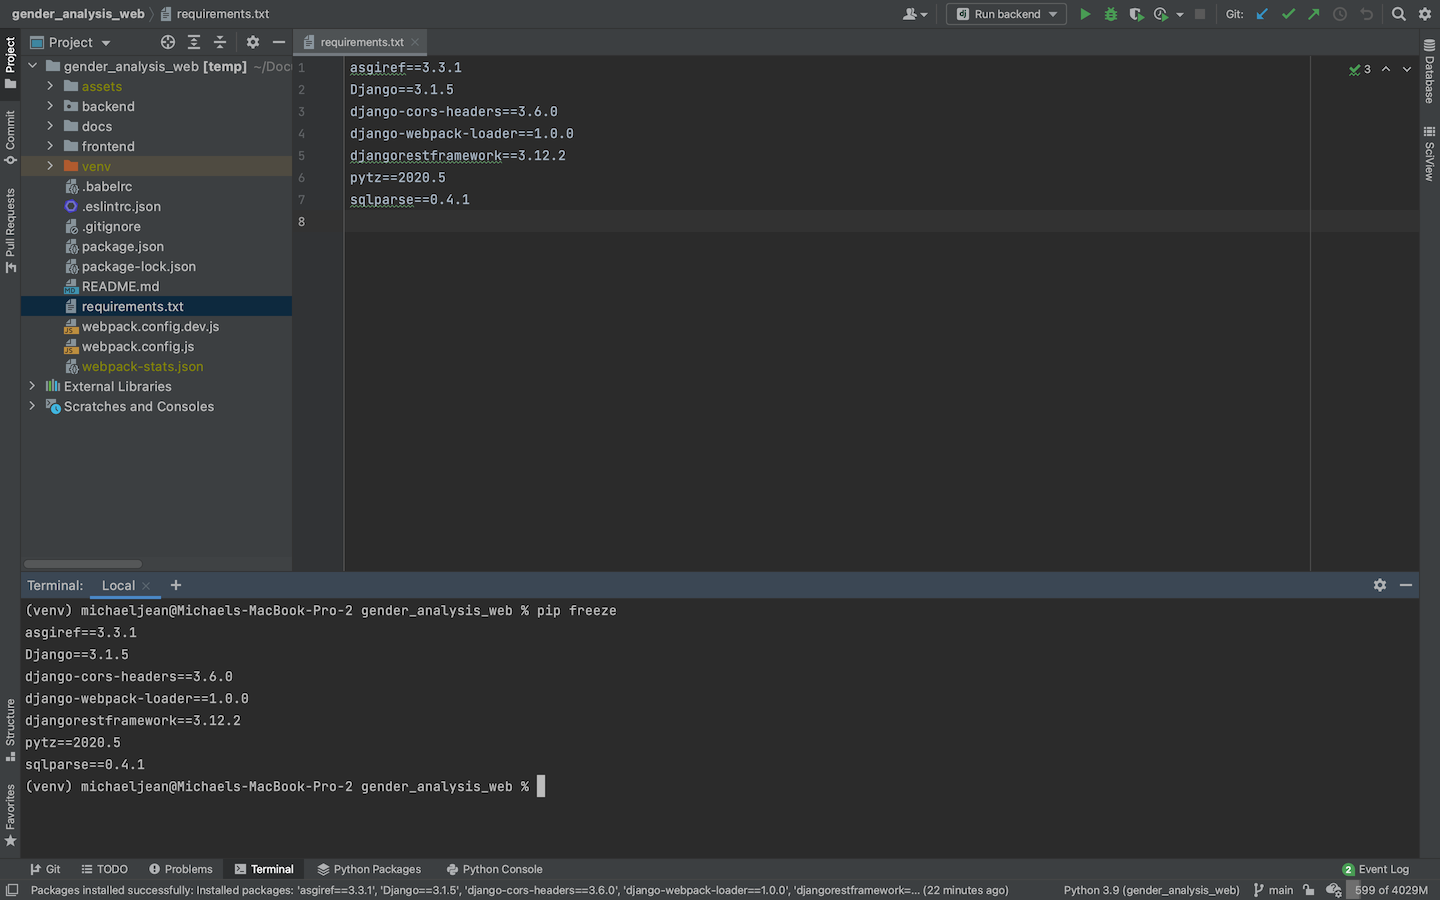 gender_analysis_web requirements.txt
Run backend
Git:
Project
requirements.txt
gender_analysis_web [temp] ~/Doc
assets
backend
docs
frontend
venv
.babelrc
.eslintrc.json
.gitignore
package.json
package-lock.json
README.md
requirements.txt
webpack.config.dev.js
webpack.config.js
webpack-stats.json
External Libraries
Scratches and Consoles
Project
Commit
Pull Requests
Structure
Favorites
1 asgiref==3.3.1
2 Django==3.1.5
3 django-cors-headers==3.6.0
4 django-webpack-loader==1.0.0
5 djangorestframework==3.12.2
6 pytz==2020.5
7 sqlparse==0.4.1
8
3
Database
SciView
Terminal: Local
(venv) michaeljean@Michaels-MacBook-Pro-2 gender_analysis_web % pip freeze
asgiref==3.3.1
Django==3.1.5
django-cors-headers==3.6.0
django-webpack-loader==1.0.0
djangorestframework==3.12.2
pytz==2020.5
sqlparse==0.4.1
(venv) michaeljean@Michaels-MacBook-Pro-2 gender_analysis_web %
Git TODO Problems Terminal Python Packages Python Console 2 Event Log
Packages installed successfully: Installed packages: 'asgiref==3.3.1', 'Django==3.1.5', 'django-cors-headers==3.6.0', 'django-webpack-loader==1.0.0', 'djangorestframework=... (22 minutes ago) Python 3.9 (gender_analysis_web) main 599 of 4029M